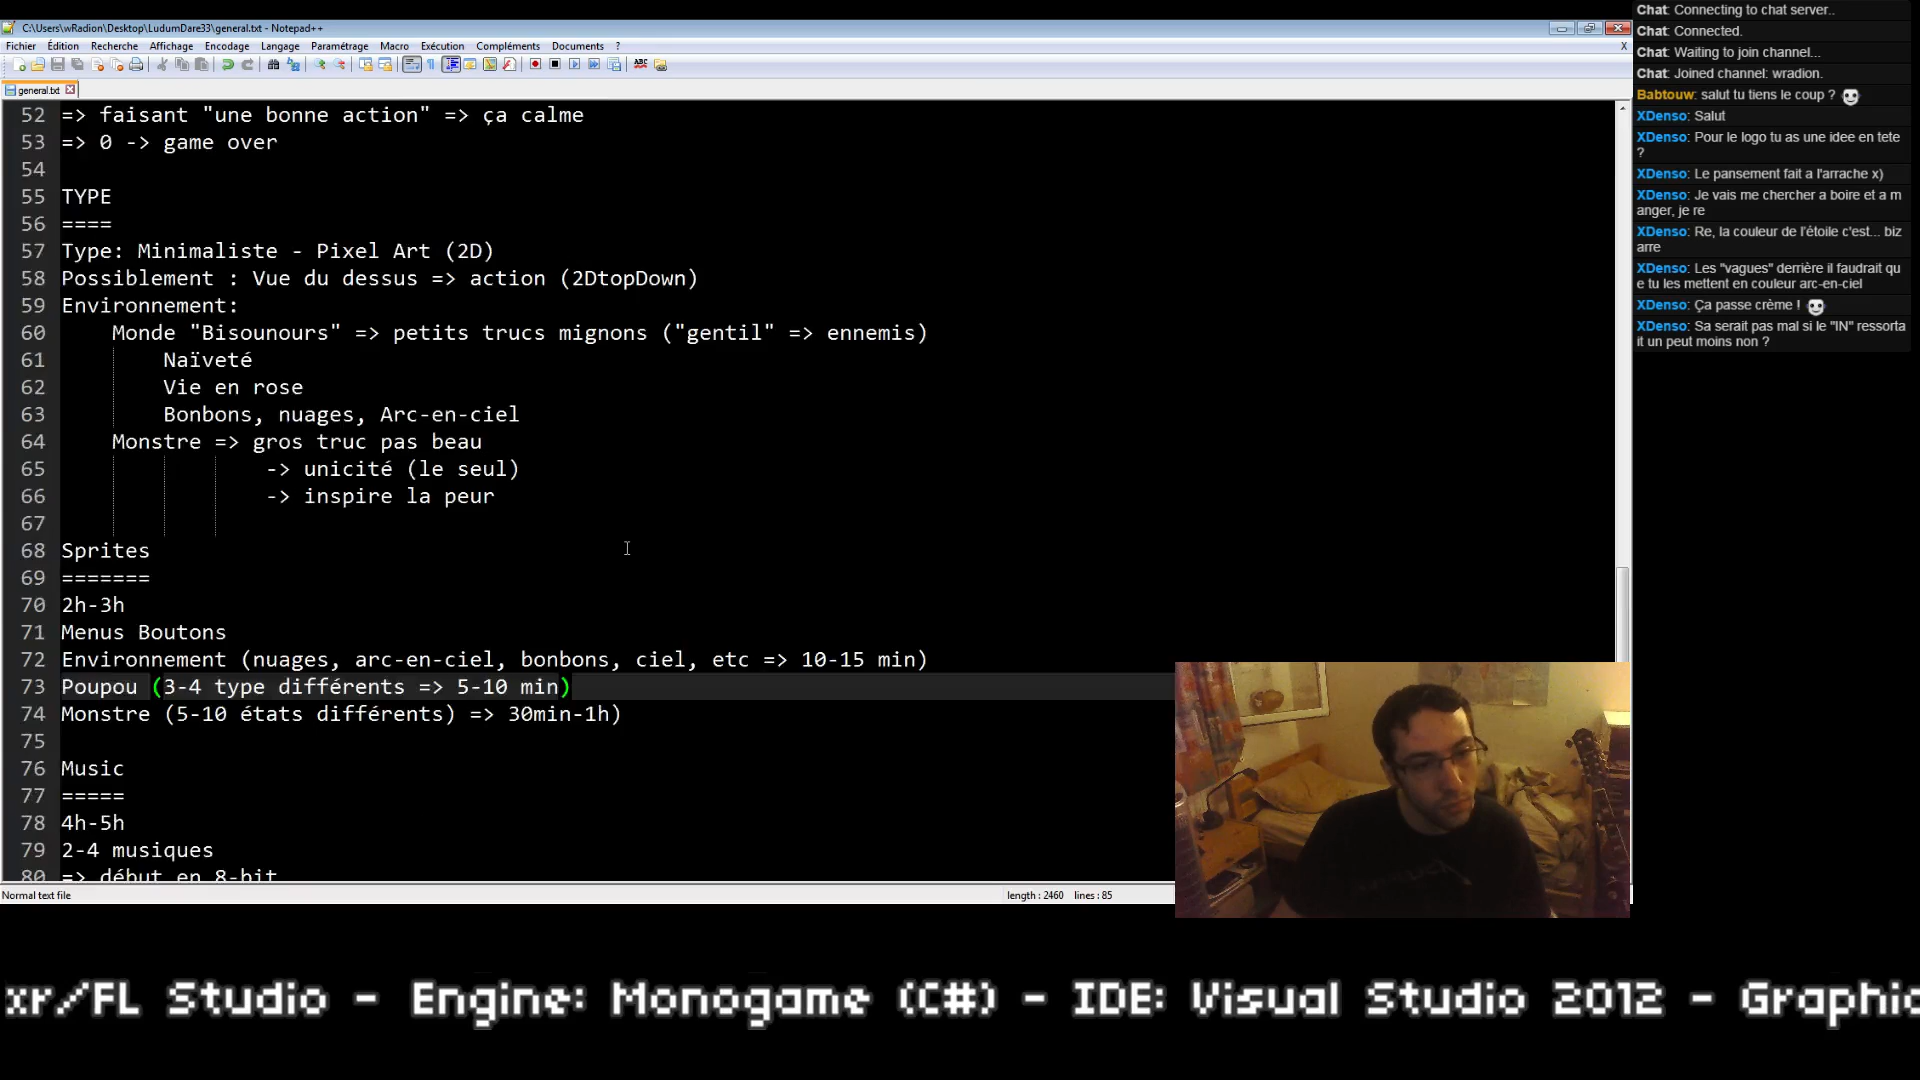 C:\Users\wRadion\Desktop\LudumDare33\general.txt - Notepad++
Fichier Édition Recherche Affichage Encodage Langage Paramétrage Macro Exécution Compléments Documents ? X
general.txt
52 => faisant "une bonne action" => ça calme
53 => 0 -> game over
54
55 TYPE
56 ====
57 Type: Minimaliste - Pixel Art (2D)
58 Possiblement : Vue du dessus => action (2DtopDown)
59 Environnement:
60 Monde "Bisounours" => petits trucs mignons ("gentil" => ennemis)
61 Naïveté
62 Vie en rose
63 Bonbons, nuages, Arc-en-ciel
64 Monstre => gros truc pas beau
65 -> unicité (le seul)
66 -> inspire la peur
67
68 Sprites
69 =======
70 2h-3h
71 Menus Boutons
72 Environnement (nuages, arc-en-ciel, bonbons, ciel, etc => 10-15 min)
73 Poupou (3-4 type différents => 5-10 min)
74 Monstre (5-10 états différents) => 30min-1h)
75
76 Music
77 =====
78 4h-5h
79 2-4 musiques
80 => début en 8-bit
Normal text file
length : 2460 lines : 85
Chat: Connecting to chat server..
Chat: Connected.
Chat: Waiting to join channel...
Chat: Joined channel: wradion.
Babtouw: salut tu tiens le coup ?
XDenso: Salut
XDenso: Pour le logo tu as une idee en tete
?
XDenso: Le pansement fait a l'arrache x)
XDenso: Je vais me chercher a boire et a m
anger, je re
XDenso: Re, la couleur de l'étoile c'est... biz
arre
XDenso: Les "vagues" derrière il faudrait qu
e tu les mettent en couleur arc-en-ciel
XDenso: Ça passe crème !
XDenso: Sa serait pas mal si le "IN" ressorta
it un peut moins non ?
xr/FL Studio - Engine: Monogame (C#) - IDE: Visual Studio 2012 - Graphic